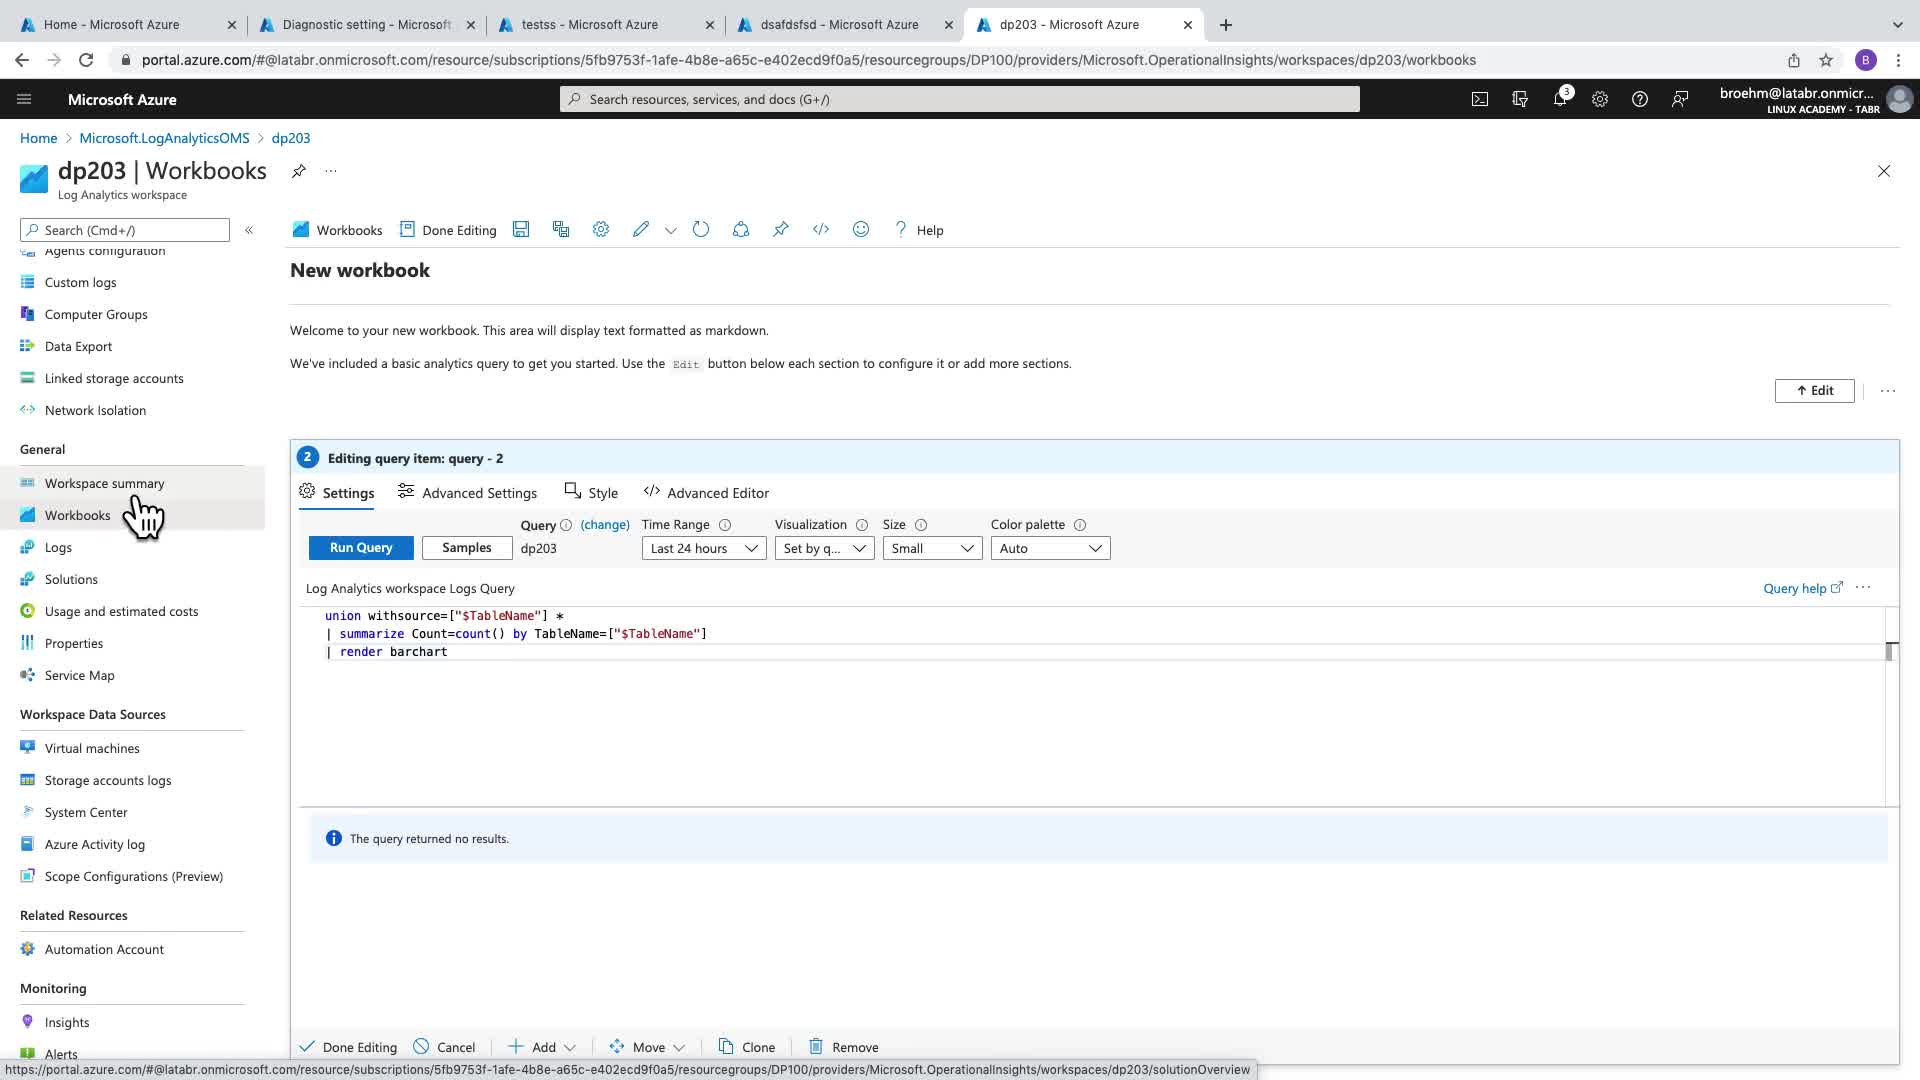 Home - Microsoft Azure
Diagnostic setting - Microsoft
testss - Microsoft Azure
dsafdsfsd - Microsoft Azure
dp203 - Microsoft Azure
portal.azure.com/#@latabr.onmicrosoft.com/resource/subscriptions/5fb9753f-1afe-4b8e-a65c-e402ecd9f0a5/resourcegroups/DP100/providers/Microsoft.OperationalInsights/workspaces/dp203/workbooks
B
Microsoft Azure
Search resources, services, and docs (G+/)
3
broehm@latabr.onmicr...
LINUX ACADEMY - TABR
Home > Microsoft.LogAnalyticsOMS > dp203
dp203 | Workbooks
Log Analytics workspace
Search (Cmd+/)
Agents configuration
Custom logs
Computer Groups
Data Export
Linked storage accounts
Network Isolation
General
Workspace summary
Workbooks
Logs
Solutions
Usage and estimated costs
Properties
Service Map
Workspace Data Sources
Virtual machines
Storage accounts logs
System Center
Azure Activity log
Scope Configurations (Preview)
Related Resources
Automation Account
Monitoring
Insights
Alerts
Workbooks
Done Editing
? Help
New workbook
Welcome to your new workbook. This area will display text formatted as markdown.
We've included a basic analytics query to get you started. Use the Edit button below each section to configure it or add more sections.
↑ Edit
2 Editing query item: query - 2
Settings
Advanced Settings
Style
Advanced Editor
Query (change) Time Range Visualization Size Color palette
Run Query Samples dp203 Last 24 hours Set by q... Small Auto
Log Analytics workspace Logs Query
Query help
union withsource=["$TableName"] *
| summarize Count=count() by TableName=["$TableName"]
| render barchart
The query returned no results.
Done Editing Cancel Add Move Clone Remove
https://portal.azure.com/#@latabr.onmicrosoft.com/resource/subscriptions/5fb9753f-1afe-4b8e-a65c-e402ecd9f0a5/resourcegroups/DP100/providers/Microsoft.OperationalInsights/workspaces/dp203/solutionOverview